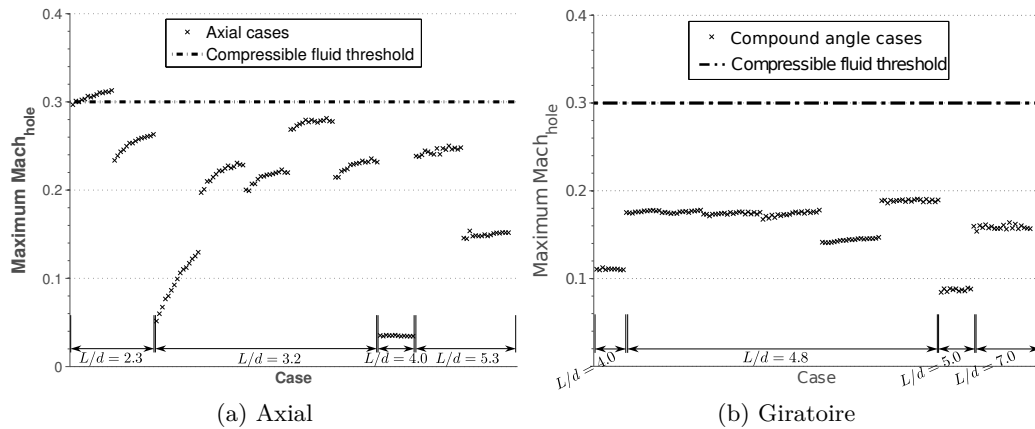 0.4
0.3
0.2
0.1
0
Maximum Mach_hole
Axial cases
Compressible fluid threshold
L/d = 2.3
L/d = 3.2
L/d = 4.0
L/d = 5.3
Case
(a) Axial
0.4
0.3
0.2
0.1
0
Maximum Mach_hole
Compound angle cases
Compressible fluid threshold
L/d = 4.0
L/d = 4.8
L/d = 5.0
L/d = 7.0
Case
(b) Giratoire